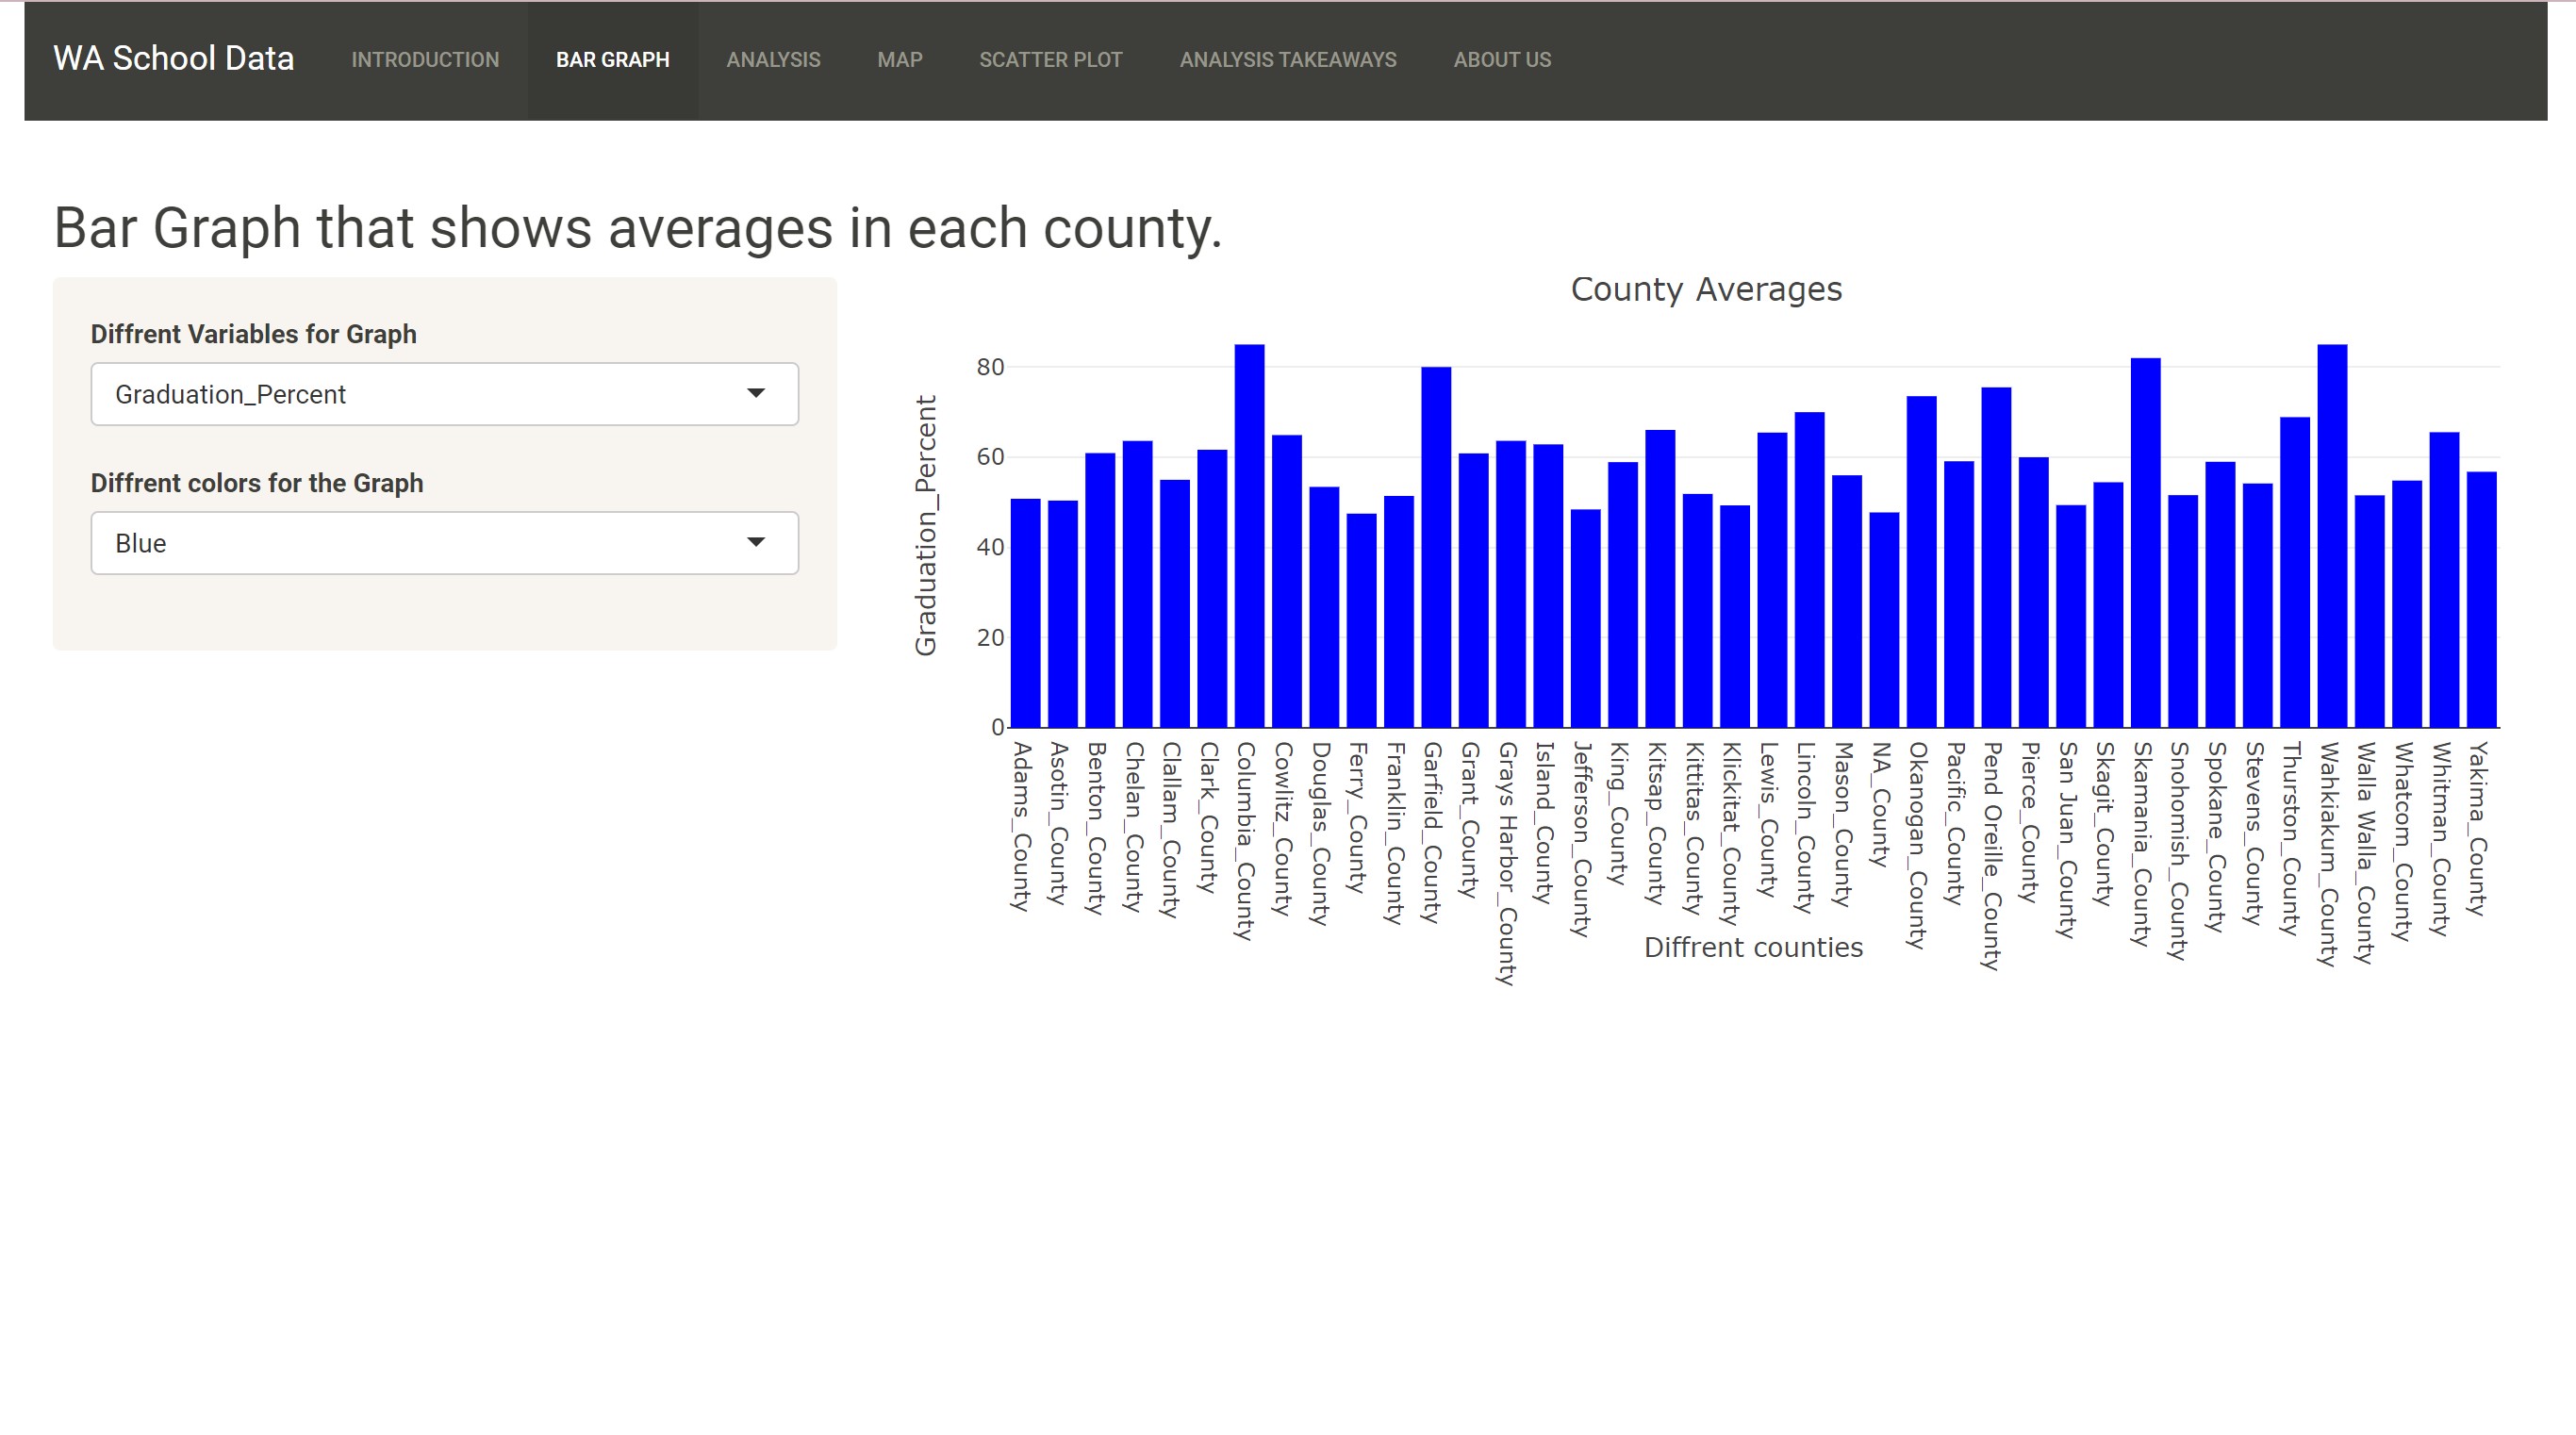 WA School Data INTRODUCTION BAR GRAPH ANALYSIS MAP SCATTER PLOT ANALYSIS TAKEAWAYS ABOUT US
Bar Graph that shows averages in each county.
Diffrent Variables for Graph
Graduation_Percent
Diffrent colors for the Graph
Blue
County Averages
Graduation_Percent
80
60
40
20
0
Adams_County
Asotin_County
Benton_County
Chelan_County
Clallam_County
Clark_County
Columbia_County
Cowlitz_County
Douglas_County
Ferry_County
Franklin_County
Garfield_County
Grant_County
Grays Harbor_County
Island_County
Jefferson_County
King_County
Kitsap_County
Kittitas_County
Klickitat_County
Lewis_County
Lincoln_County
Mason_County
NA_County
Okanogan_County
Pacific_County
Pend Oreille_County
Pierce_County
San Juan_County
Skagit_County
Skamania_County
Snohomish_County
Spokane_County
Stevens_County
Thurston_County
Wahkiakum_County
Walla Walla_County
Whatcom_County
Whitman_County
Yakima_County
Diffrent counties